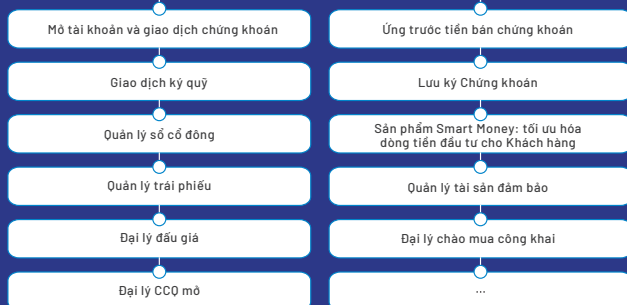 Mở tài khoản và giao dịch chứng khoán
Giao dịch ký quỹ
Quản lý sổ cổ đông
Quản lý trái phiếu
Đại lý đấu giá
Đại lý CCQ mở
Ứng trước tiền bán chứng khoán
Lưu ký Chứng khoán
Sản phẩm Smart Money: tối ưu hóa
dòng tiền đầu tư cho Khách hàng
Quản lý tài sản đảm bảo
Đại lý chào mua công khai
...